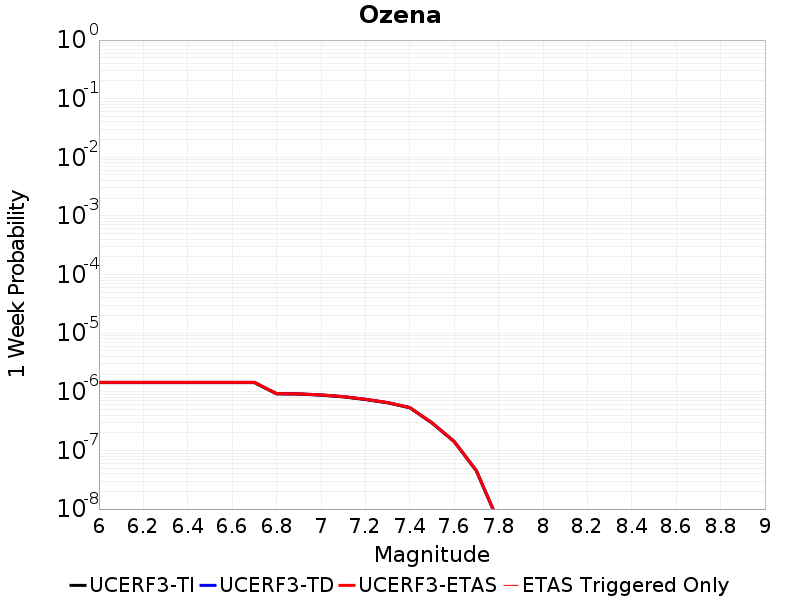 Ozena
1 Week Probability
10^0
10^-1
10^-2
10^-3
10^-4
10^-5
10^-6
10^-7
10^-8
6 6.2 6.4 6.6 6.8 7 7.2 7.4 7.6 7.8 8 8.2 8.4 8.6 8.8 9
Magnitude
UCERF3-TI UCERF3-TD UCERF3-ETAS ETAS Triggered Only